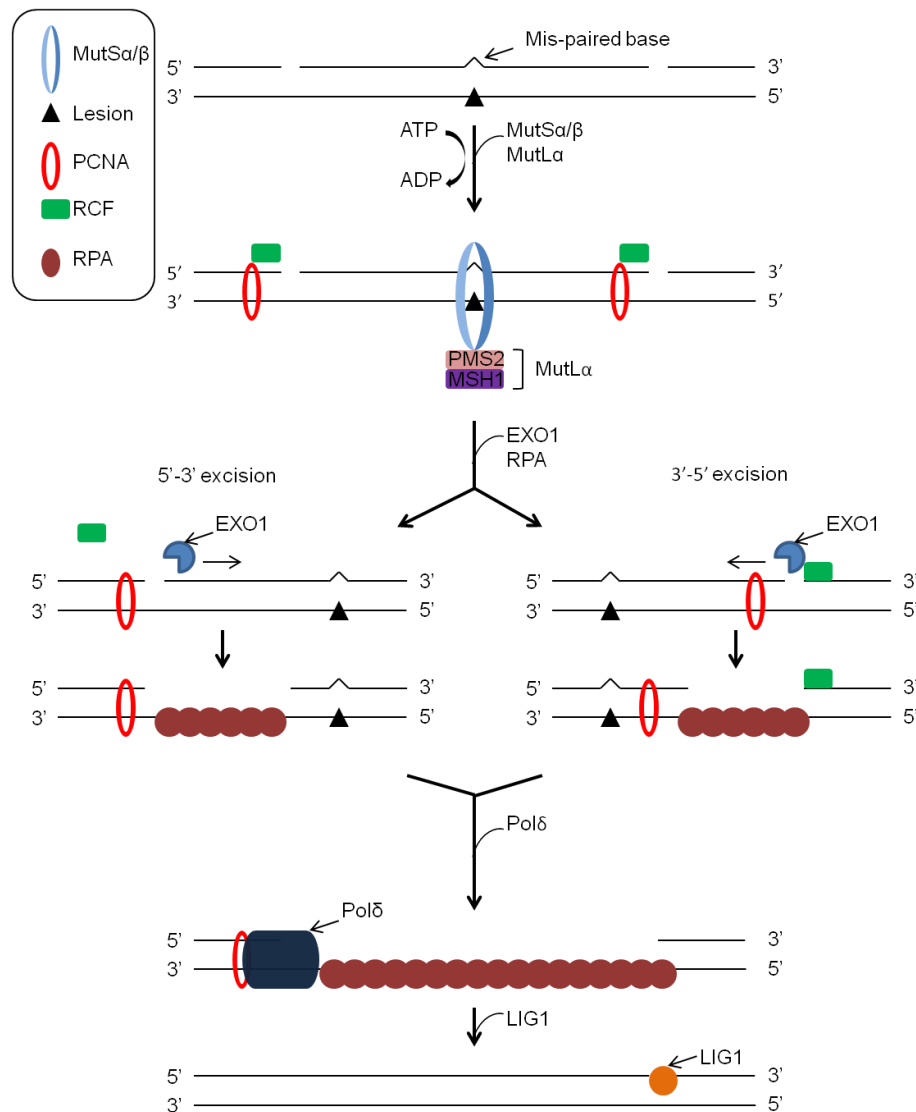 MutSα/β
Lesion
PCNA
RCF
RPA
Mis-paired base
5’ 3’
3’ 5’
ATP MutSα/β
MutLα
ADP
5’ 3’
3’ 5’
PMS2
MSH1
MutLα
EXO1
RPA
5’-3’ excision 3’-5’ excision
EXO1 EXO1
5’ 3’ 5’ 3’
3’ 5’ 3’ 5’
5’ 3’ 5’ 3’
3’ 5’ 3’ 5’
Polδ
Polδ
5’ 3’
3’ 5’
LIG1
LIG1
5’ 3’
3’ 5’